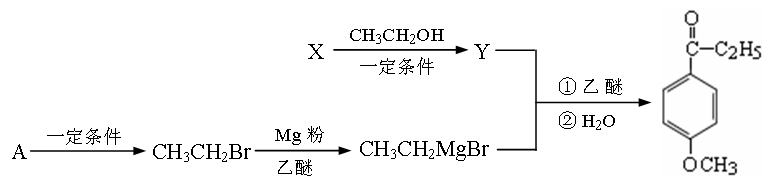 CH₃CH₂OH
X
一定条件
Y
① 乙醚
② H₂O
A
一定条件
CH₃CH₂Br
Mg 粉
乙醚
CH₃CH₂MgBr
O
C—C₂H₅
OCH₃